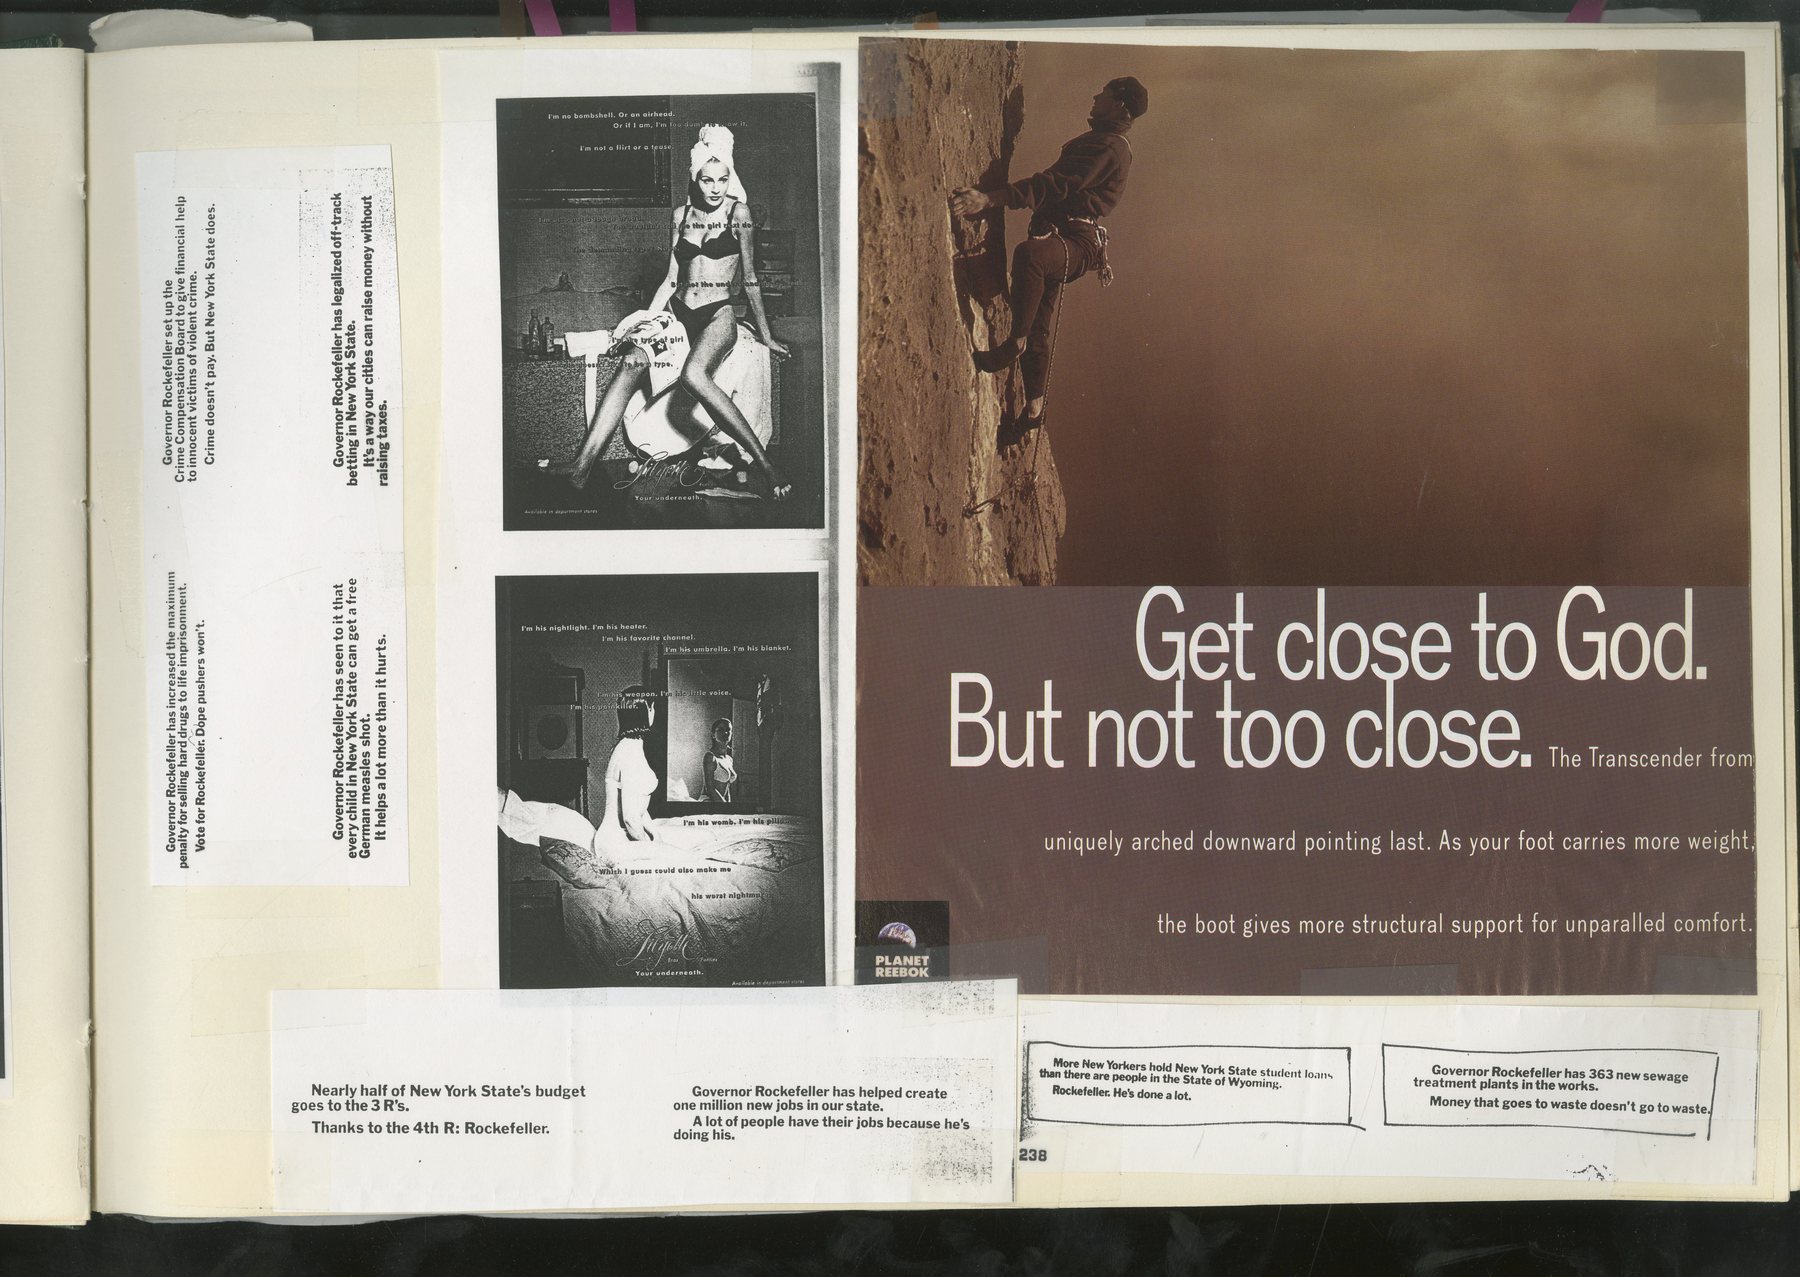 Governor Rockefeller set up the
Crime Compensation Board to give financial help
to innocent victims of violent crime.
Crime doesn't pay. But New York State does.
Governor Rockefeller has legalized off-track
betting in New York State.
It's a way our cities can raise money without
raising taxes.
Governor Rockefeller has increased the maximum
penalty for selling hard drugs to life imprisonment.
Vote for Rockefeller. Dope pushers won't.
Governor Rockefeller has seen to it that
every child in New York State can get a free
German measles shot.
It helps a lot more than it hurts.
I'm no bombshell. Or an airhead.
Or if I am, I'm too dumb to know it.
I'm not a flirt or a tease.
me the girl next door
But not the
I'm the type of girl
to be a type.
Your underneath.
Available in department stores
I'm his nightlight. I'm his heater.
I'm his favorite channel.
I'm his umbrella. I'm his blanket.
I'm his weapon. I'm his little voice.
I'm his painkiller.
I'm his womb. I'm his
Which I guess could also make me
his worst
Bras Panties
Your underneath.
Available in department stores
Get close to God.
But not too close. The Transcender from
uniquely arched downward pointing last. As your foot carries more weight,
the boot gives more structural support for unparalled comfort.
PLANET
REEBOK
Nearly half of New York State's budget
goes to the 3 R's.
Thanks to the 4th R: Rockefeller.
Governor Rockefeller has helped create
one million new jobs in our state.
A lot of people have their jobs because he's
doing his.
More New Yorkers hold New York State student loans
than there are people in the State of Wyoming.
Rockefeller. He's done a lot.
Governor Rockefeller has 363 new sewage
treatment plants in the works.
Money that goes to waste doesn't go to waste.
238